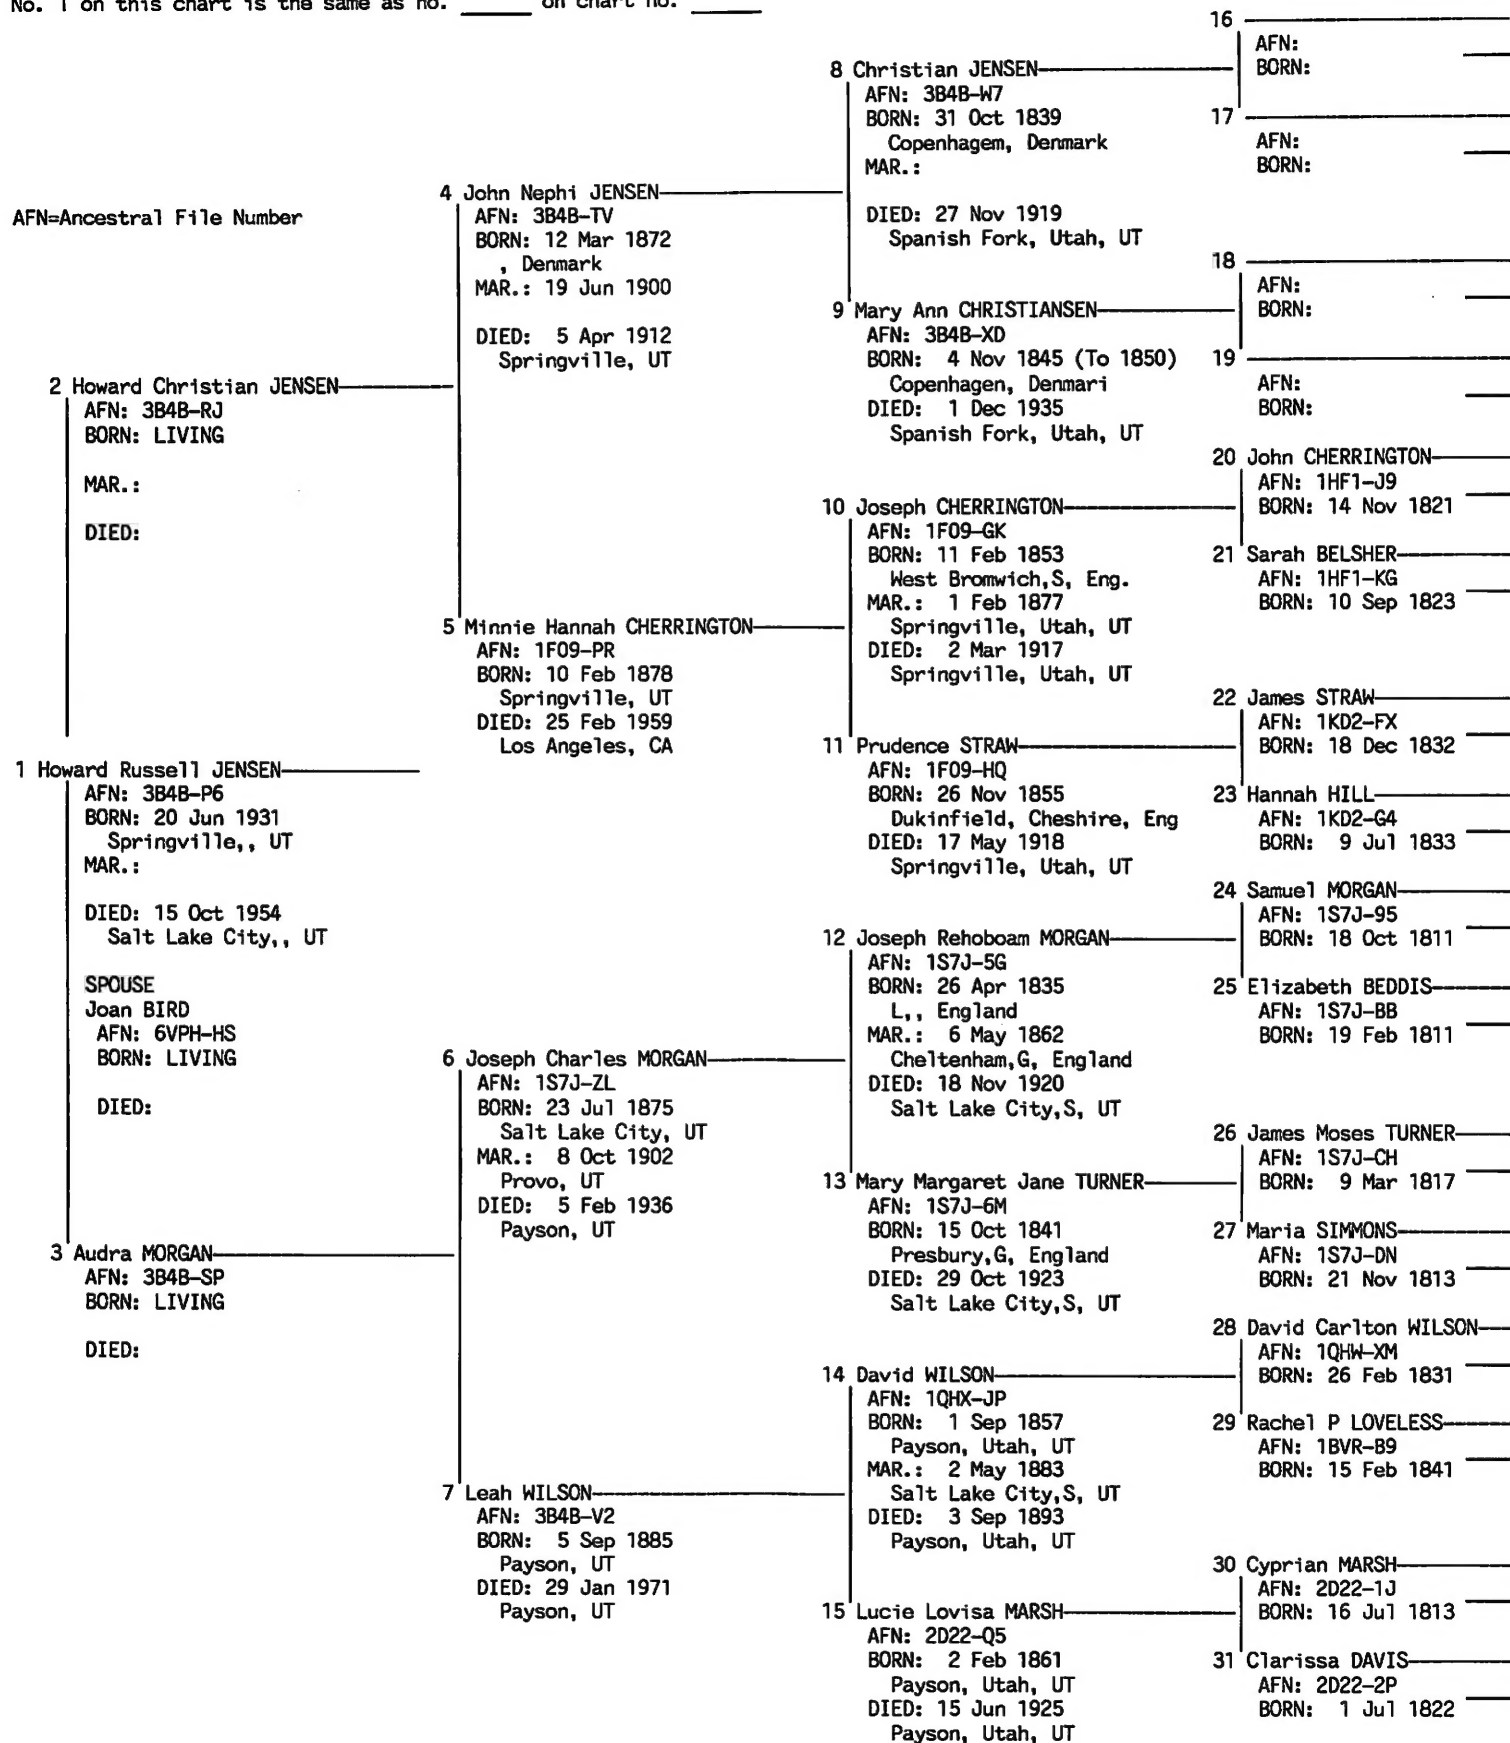 No. 1 on this chart is the same as no. _____ on chart no. _____
AFN=Ancestral File Number
1 Howard Russell JENSEN
AFN: 3B4B-P6
BORN: 20 Jun 1931
Springville,, UT
MAR.:
DIED: 15 Oct 1954
Salt Lake City,, UT
SPOUSE
Joan BIRD
AFN: 6VPH-HS
BORN: LIVING
DIED:
2 Howard Christian JENSEN
AFN: 3B4B-RJ
BORN: LIVING
MAR.:
DIED:
3 Audra MORGAN
AFN: 3B4B-SP
BORN: LIVING
DIED:
4 John Nephi JENSEN
AFN: 3B4B-TV
BORN: 12 Mar 1872
, Denmark
MAR.: 19 Jun 1900
DIED: 5 Apr 1912
Springville, UT
5 Minnie Hannah CHERRINGTON
AFN: 1F09-PR
BORN: 10 Feb 1878
Springville, UT
DIED: 25 Feb 1959
Los Angeles, CA
6 Joseph Charles MORGAN
AFN: 1S7J-ZL
BORN: 23 Jul 1875
Salt Lake City, UT
MAR.: 8 Oct 1902
Provo, UT
DIED: 5 Feb 1936
Payson, UT
7 Leah WILSON
AFN: 3B4B-V2
BORN: 5 Sep 1885
Payson, UT
DIED: 29 Jan 1971
Payson, UT
8 Christian JENSEN
AFN: 3B4B-W7
BORN: 31 Oct 1839
Copenhagem, Denmark
MAR.:
DIED: 27 Nov 1919
Spanish Fork, Utah, UT
9 Mary Ann CHRISTIANSEN
AFN: 3B4B-XD
BORN: 4 Nov 1845 (To 1850)
Copenhagen, Denmari
DIED: 1 Dec 1935
Spanish Fork, Utah, UT
10 Joseph CHERRINGTON
AFN: 1F09-GK
BORN: 11 Feb 1853
West Bromwich,S, Eng.
MAR.: 1 Feb 1877
Springville, Utah, UT
DIED: 2 Mar 1917
Springville, Utah, UT
11 Prudence STRAW
AFN: 1F09-HQ
BORN: 26 Nov 1855
Dukinfield, Cheshire, Eng
DIED: 17 May 1918
Springville, Utah, UT
12 Joseph Rehoboam MORGAN
AFN: 1S7J-5G
BORN: 26 Apr 1835
L,, England
MAR.: 6 May 1862
Cheltenham,G, England
DIED: 18 Nov 1920
Salt Lake City,S, UT
13 Mary Margaret Jane TURNER
AFN: 1S7J-6M
BORN: 15 Oct 1841
Presbury,G, England
DIED: 29 Oct 1923
Salt Lake City,S, UT
14 David WILSON
AFN: 1QHX-JP
BORN: 1 Sep 1857
Payson, Utah, UT
MAR.: 2 May 1883
Salt Lake City,S, UT
DIED: 3 Sep 1893
Payson, Utah, UT
15 Lucie Lovisa MARSH
AFN: 2D22-Q5
BORN: 2 Feb 1861
Payson, Utah, UT
DIED: 15 Jun 1925
Payson, Utah, UT
16
AFN:
BORN:
17
AFN:
BORN:
18
AFN:
BORN:
19
AFN:
BORN:
20 John CHERRINGTON
AFN: 1HF1-J9
BORN: 14 Nov 1821
21 Sarah BELSHER
AFN: 1HF1-KG
BORN: 10 Sep 1823
22 James STRAW
AFN: 1KD2-FX
BORN: 18 Dec 1832
23 Hannah HILL
AFN: 1KD2-G4
BORN: 9 Jul 1833
24 Samuel MORGAN
AFN: 1S7J-95
BORN: 18 Oct 1811
25 Elizabeth BEDDIS
AFN: 1S7J-BB
BORN: 19 Feb 1811
26 James Moses TURNER
AFN: 1S7J-CH
BORN: 9 Mar 1817
27 Maria SIMMONS
AFN: 1S7J-DN
BORN: 21 Nov 1813
28 David Carlton WILSON
AFN: 1QHW-XM
BORN: 26 Feb 1831
29 Rachel P LOVELESS
AFN: 1BVR-B9
BORN: 15 Feb 1841
30 Cyprian MARSH
AFN: 2D22-1J
BORN: 16 Jul 1813
31 Clarissa DAVIS
AFN: 2D22-2P
BORN: 1 Jul 1822